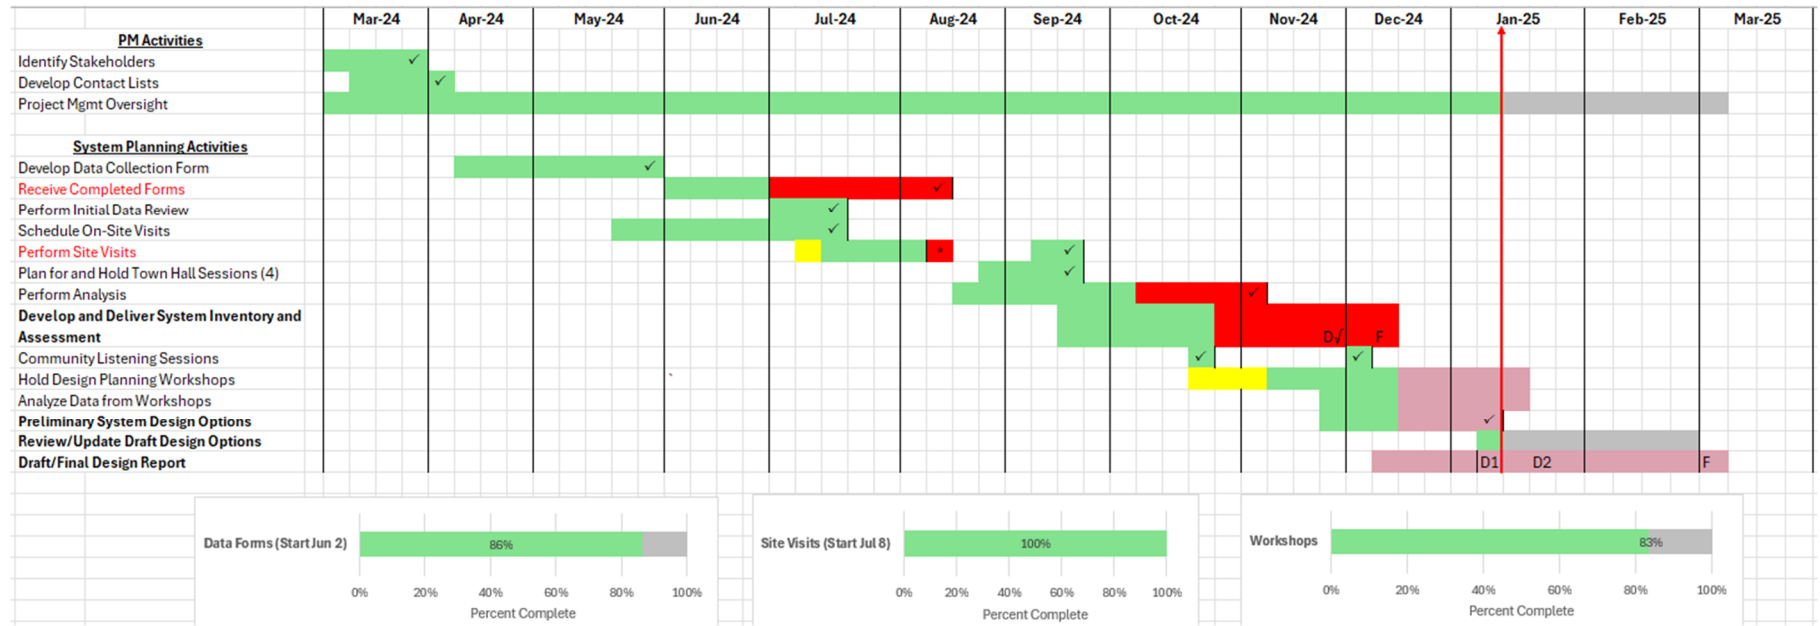 Mar-24 Apr-24 May-24 Jun-24 Jul-24 Aug-24 Sep-24 Oct-24 Nov-24 Dec-24 Jan-25 Feb-25 Mar-25
PM Activities
Identify Stakeholders ✓
Develop Contact Lists ✓
Project Mgmt Oversight
System Planning Activities
Develop Data Collection Form ✓
Receive Completed Forms ✓
Perform Initial Data Review ✓
Schedule On-Site Visits ✓
Perform Site Visits * ✓
Plan for and Hold Town Hall Sessions (4) ✓
Perform Analysis ✓
Develop and Deliver System Inventory and
Assessment D√ F
Community Listening Sessions ✓ ✓
Hold Design Planning Workshops `
Analyze Data from Workshops
Preliminary System Design Options ✓
Review/Update Draft Design Options
Draft/Final Design Report D1 D2 F
Data Forms (Start Jun 2) 86%
0% 20% 40% 60% 80% 100%
Percent Complete
Site Visits (Start Jul 8) 100%
0% 20% 40% 60% 80% 100%
Percent Complete
Workshops 83%
0% 20% 40% 60% 80% 100%
Percent Complete